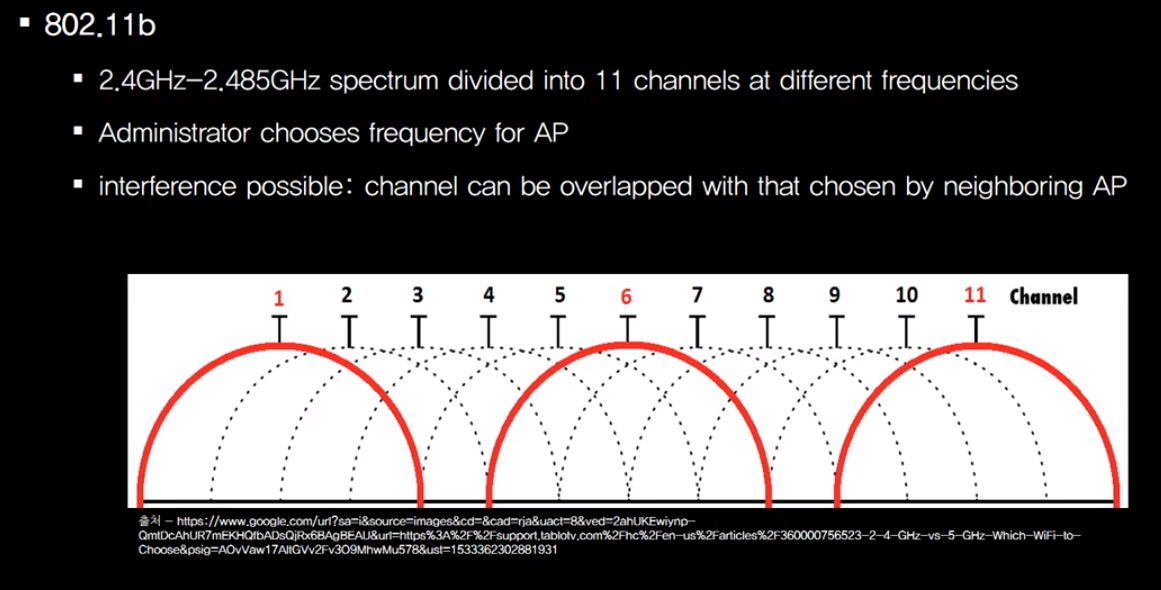 802.11b
2.4GHz-2.485GHz spectrum divided into 11 channels at different frequencies
Administrator chooses frequency for AP
interference possible: channel can be overlapped with that chosen by neighboring AP
1 2 3 4 5 6 7 8 9 10 11 Channel
출처 - https://www.google.com/url?sa=i&source=images&cd=&cad=rja&uact=8&ved=2ahUKEwiynp-
QmtDcAhUR7mEKHQfbADsQjRx6BAgBEAU&url=https%3A%2F%2Fsupport.tablotv.com%2Fhc%2Fen-us%2Farticles%2F360000756523-2-4-GHz-vs-5-GHz-Which-WiFi-to-
Choose&psig=AOvVaw17AltGVv2Fv3O9MhwMu578&ust=1533362302881931